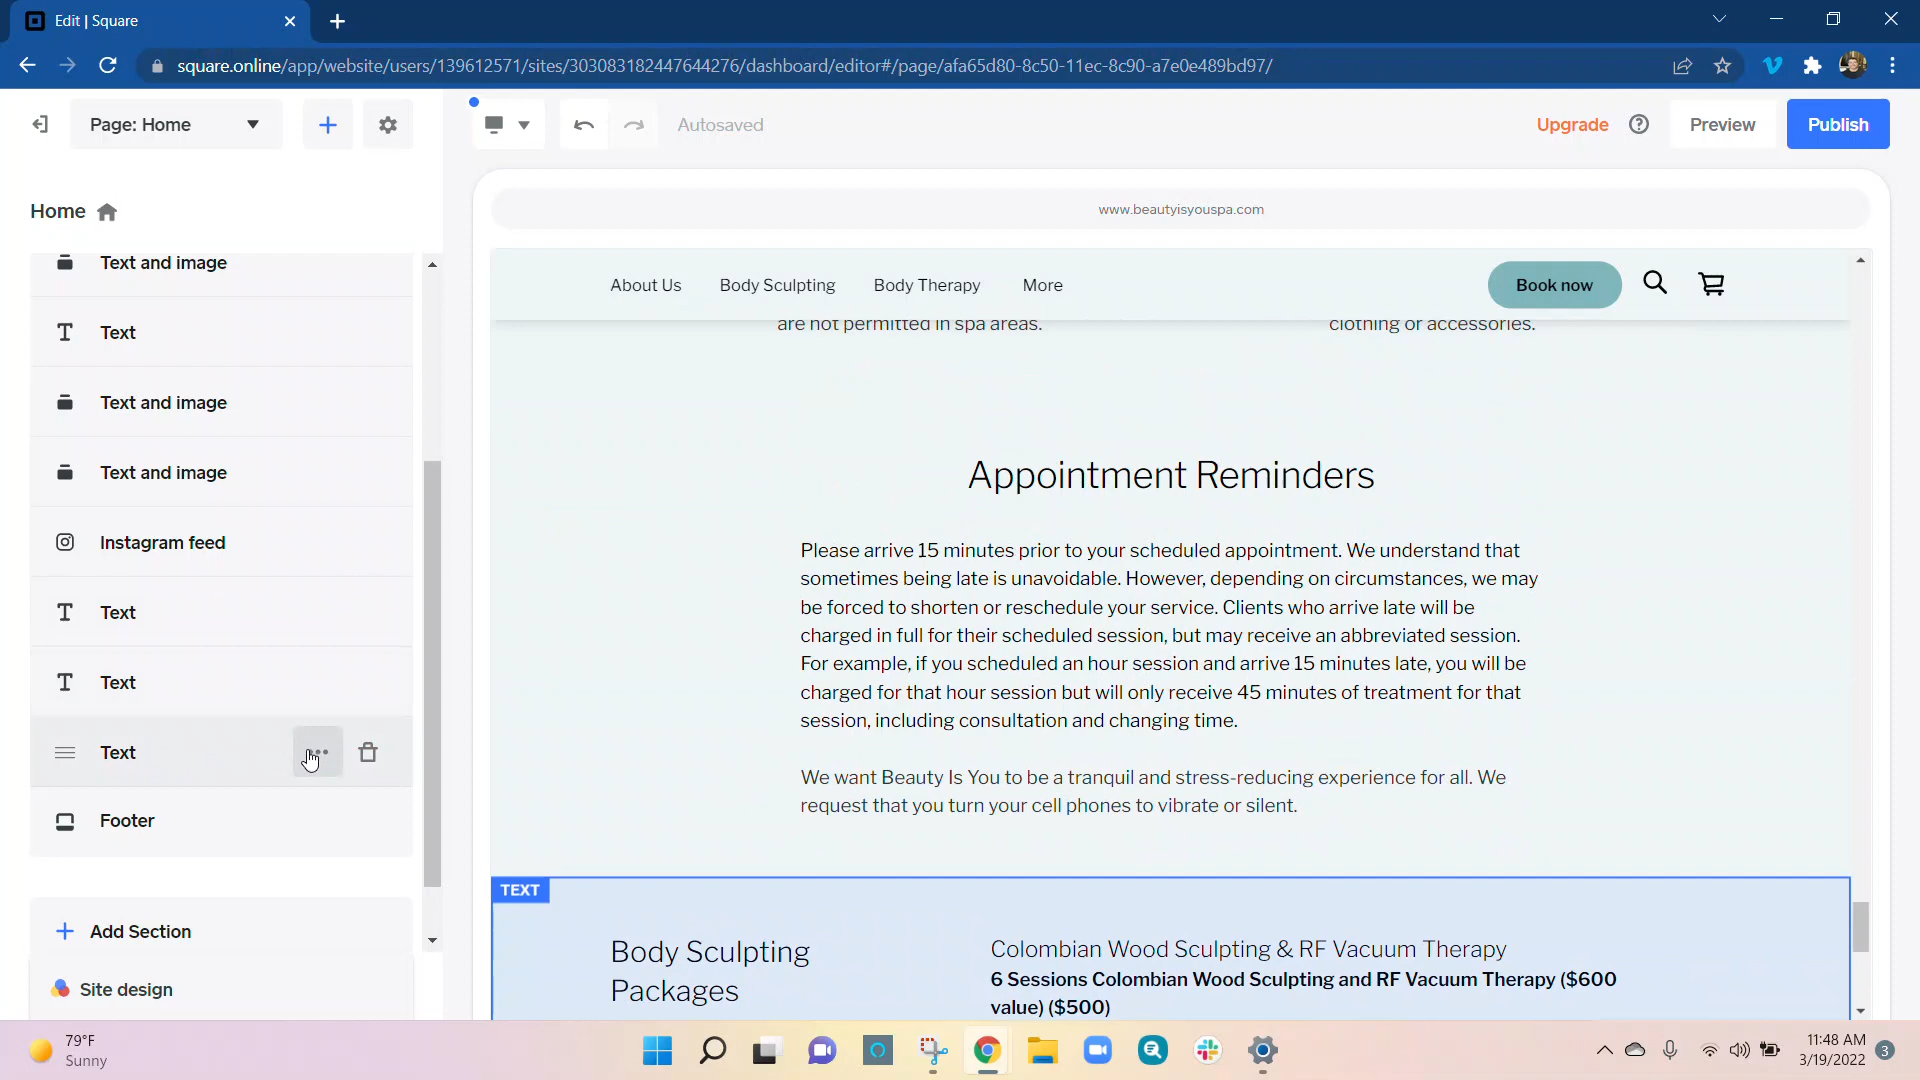 Edit | Square
square.online/app/website/users/139612571/sites/303083182447644276/dashboard/editor#/page/afa65d80-8c50-11ec-8c90-a7e0e489bd97/
Page: Home
Autosaved
Upgrade
Preview
Publish
Home
www.beautyisyouspa.com
Text and image
Text
Text and image
Text and image
Instagram feed
Text
Text
Text
Footer
Add Section
Site design
About Us
Body Sculpting
Body Therapy
More
Book now
are not permitted in spa areas.
clothing or accessories.
Appointment Reminders
Please arrive 15 minutes prior to your scheduled appointment. We understand that
sometimes being late is unavoidable. However, depending on circumstances, we may
be forced to shorten or reschedule your service. Clients who arrive late will be
charged in full for their scheduled session, but may receive an abbreviated session.
For example, if you scheduled an hour session and arrive 15 minutes late, you will be
charged for that hour session but will only receive 45 minutes of treatment for that
session, including consultation and changing time.
We want Beauty Is You to be a tranquil and stress-reducing experience for all. We
request that you turn your cell phones to vibrate or silent.
TEXT
Body Sculpting
Packages
Colombian Wood Sculpting & RF Vacuum Therapy
6 Sessions Colombian Wood Sculpting and RF Vacuum Therapy ($600
value) ($500)
79°F
Sunny
11:48 AM
3/19/2022
3